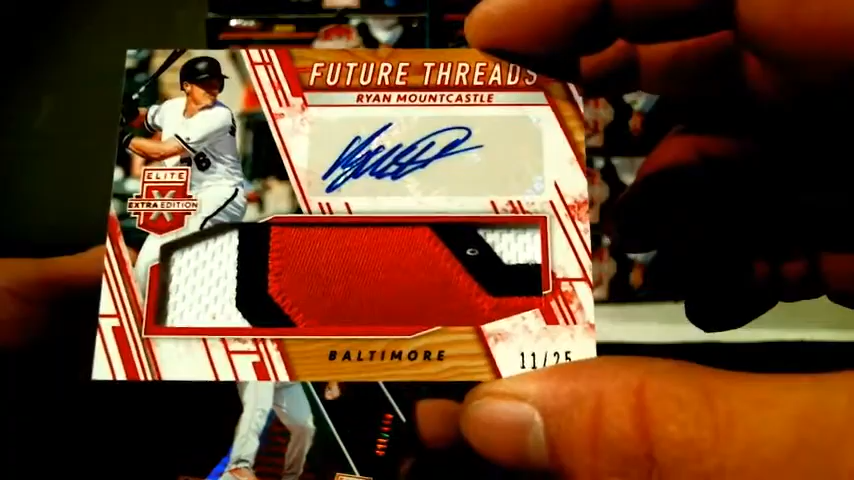 FUTURE THREADS
RYAN MOUNTCASTLE
ELITE
X
EXTRA EDITION
BALTIMORE
11/25